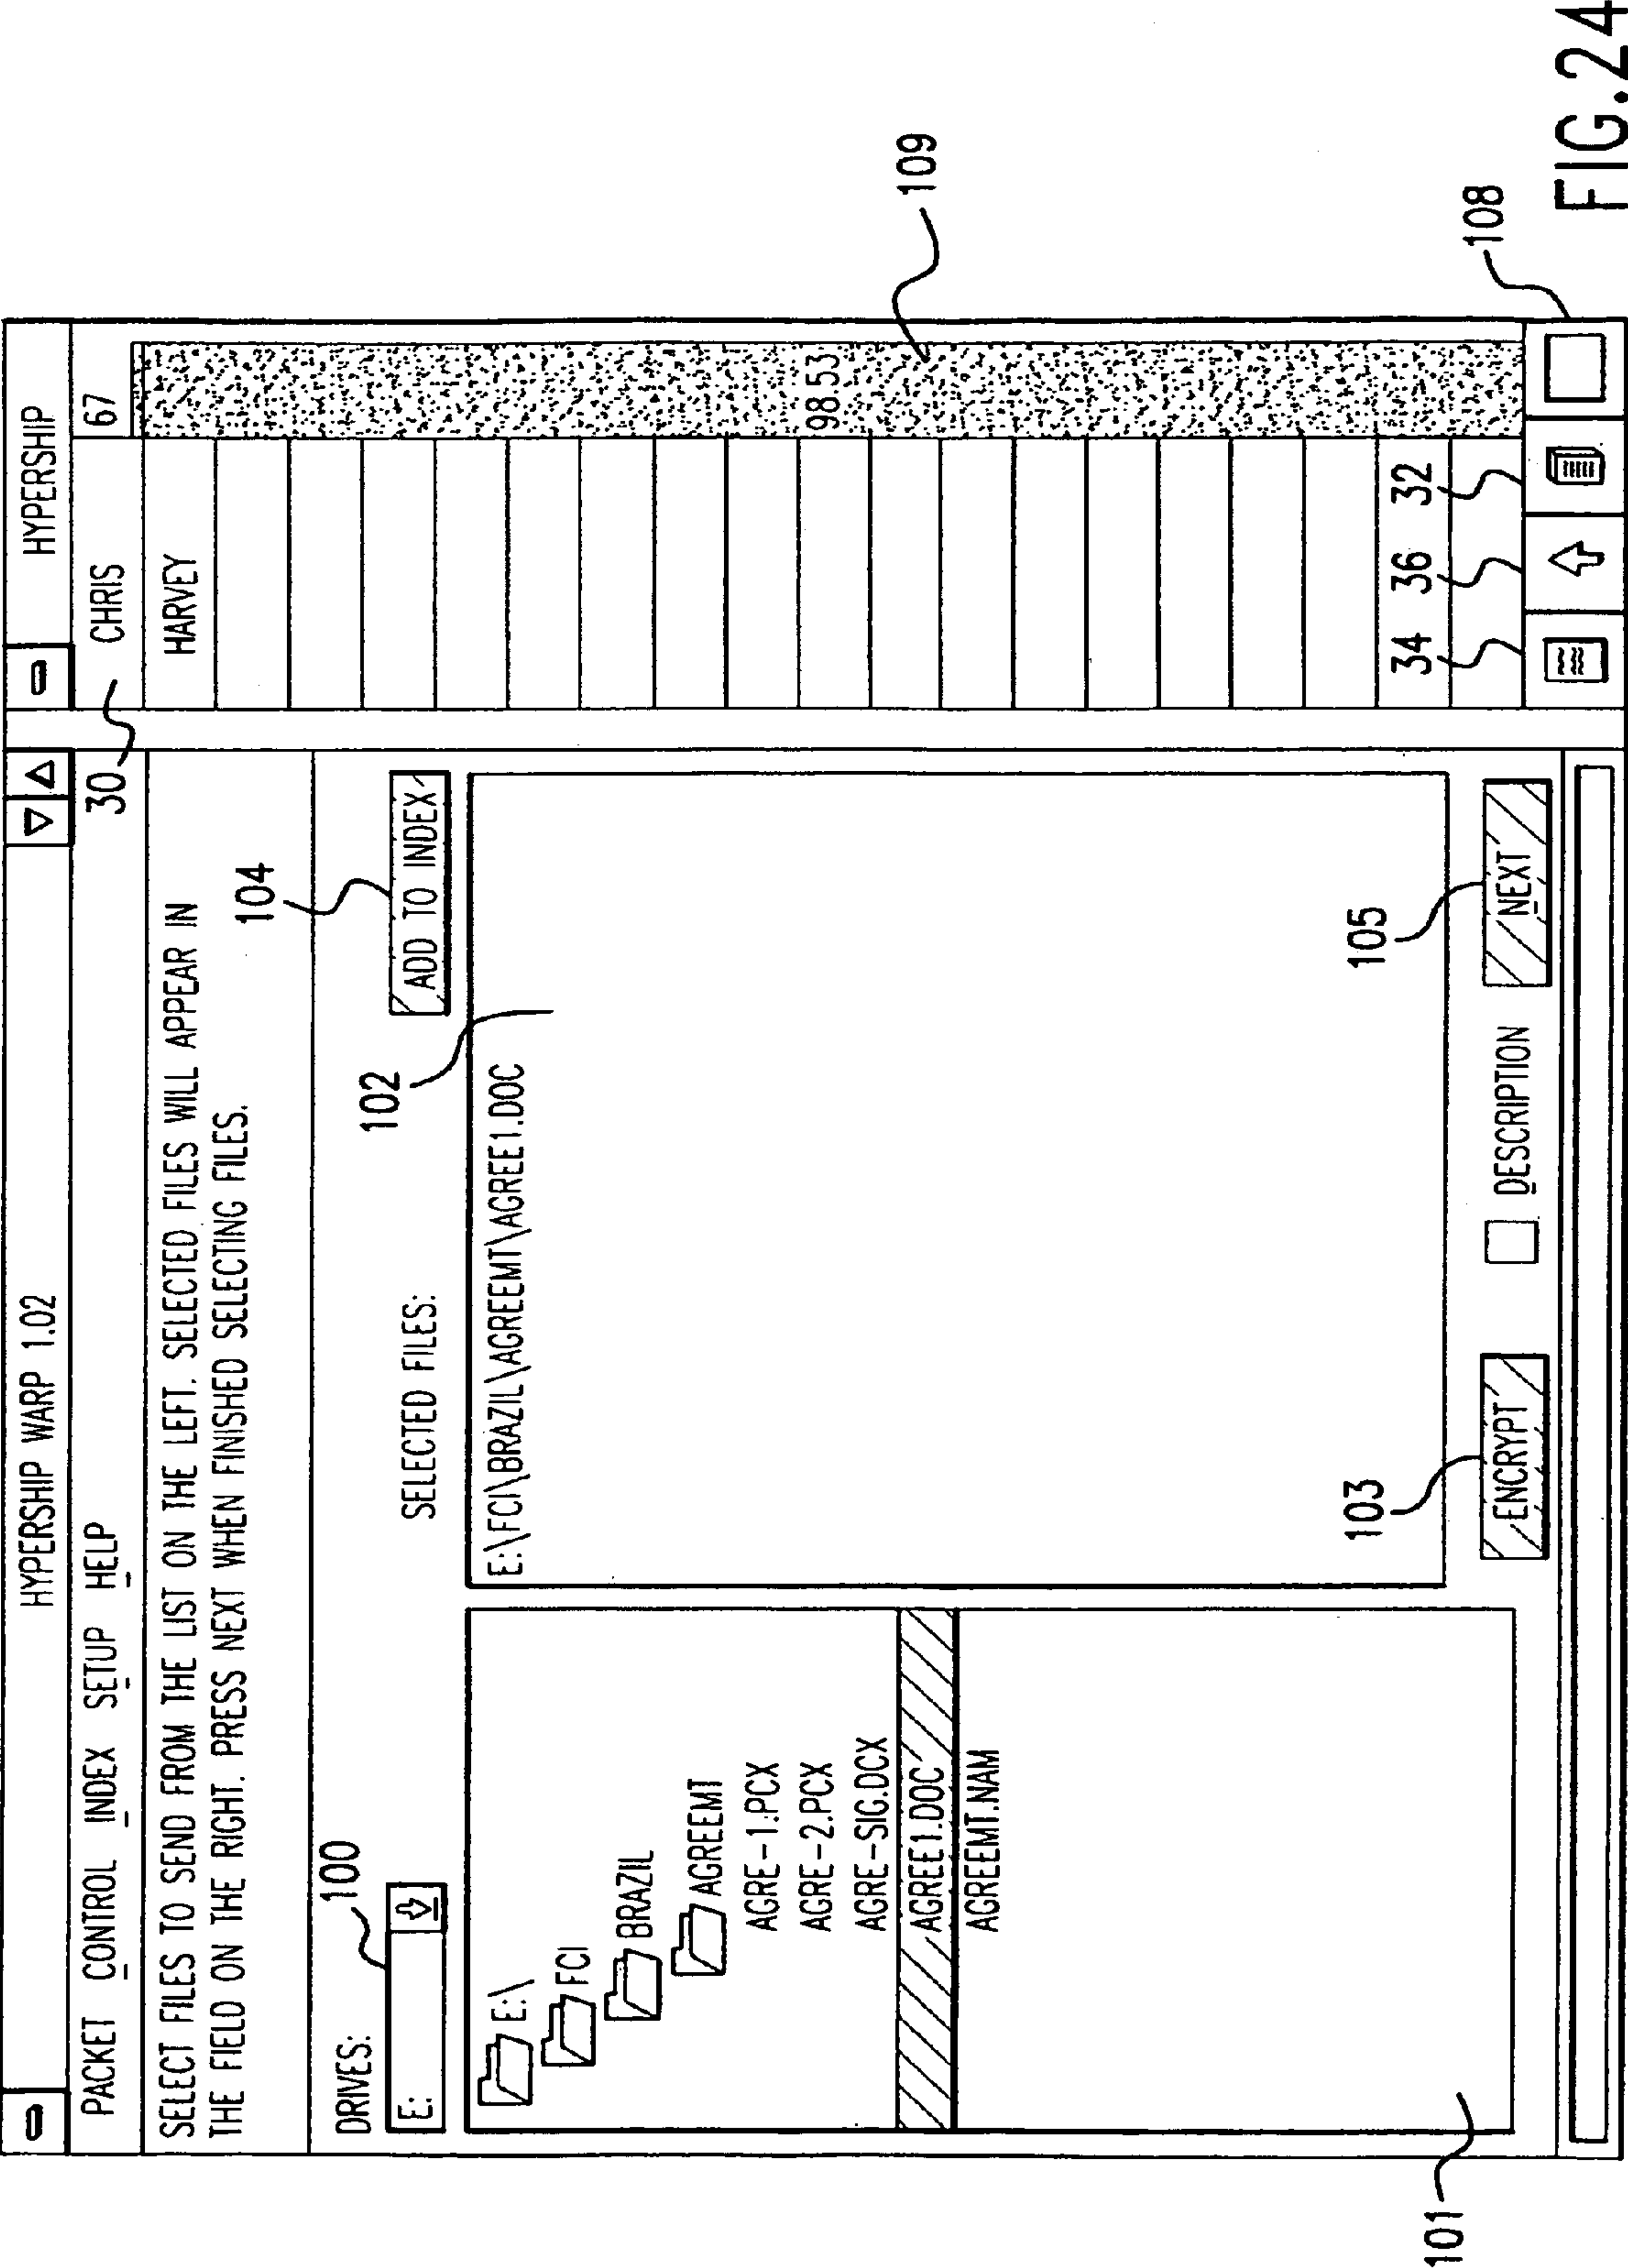 HYPERSHIP WARP 1.02
HYPERSHIP
PACKET CONTROL INDEX SETUP HELP
30
CHRIS
67
SELECT FILES TO SEND FROM THE LIST ON THE LEFT. SELECTED FILES WILL APPEAR IN
THE FIELD ON THE RIGHT. PRESS NEXT WHEN FINISHED SELECTING FILES.
HARVEY
104
DRIVES:
100
102
E:
SELECTED FILES:
ADD TO INDEX
E:\
E:\FCI\BRAZIL\AGREEMT\AGREE1.DOC
FCI
BRAZIL
AGREEMT
AGRE-1.PCX
AGRE-2.PCX
98.53
AGRE-SIG.DCX
AGREE1.DOC
109
AGREEMT.NAM
103
105
34
36
32
101
ENCRYPT
DESCRIPTION
NEXT
108
FIG.24